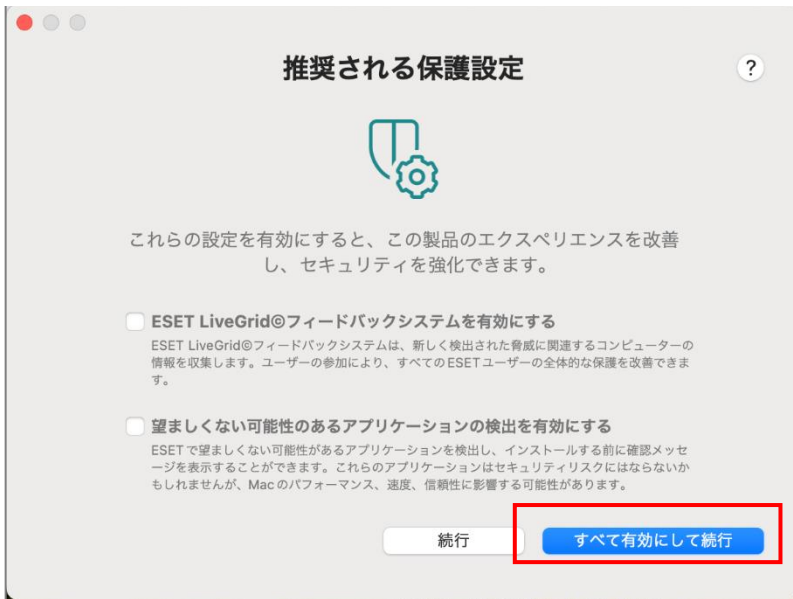 推奨される保護設定
?
これらの設定を有効にすると、この製品のエクスペリエンスを改善
し、セキュリティを強化できます。
ESET LiveGrid©フィードバックシステムを有効にする
ESET LiveGrid©フィードバックシステムは、新しく検出された脅威に関連するコンピューターの
情報を収集します。ユーザーの参加により、すべてのESETユーザーの全体的な保護を改善できま
す。
望ましくない可能性のあるアプリケーションの検出を有効にする
ESETで望ましくない可能性があるアプリケーションを検出し、インストールする前に確認メッセ
ージを表示することができます。これらのアプリケーションはセキュリティリスクにはならないか
もしれませんが、Macのパフォーマンス、速度、信頼性に影響する可能性があります。
続行
すべて有効にして続行